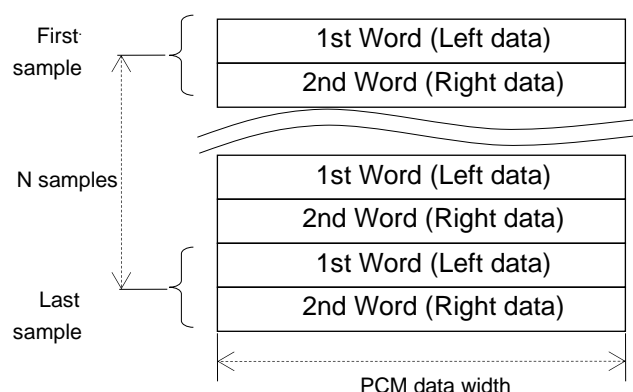 First
sample
1st Word (Left data)
2nd Word (Right data)
N samples
1st Word (Left data)
2nd Word (Right data)
1st Word (Left data)
2nd Word (Right data)
Last
sample
PCM data width